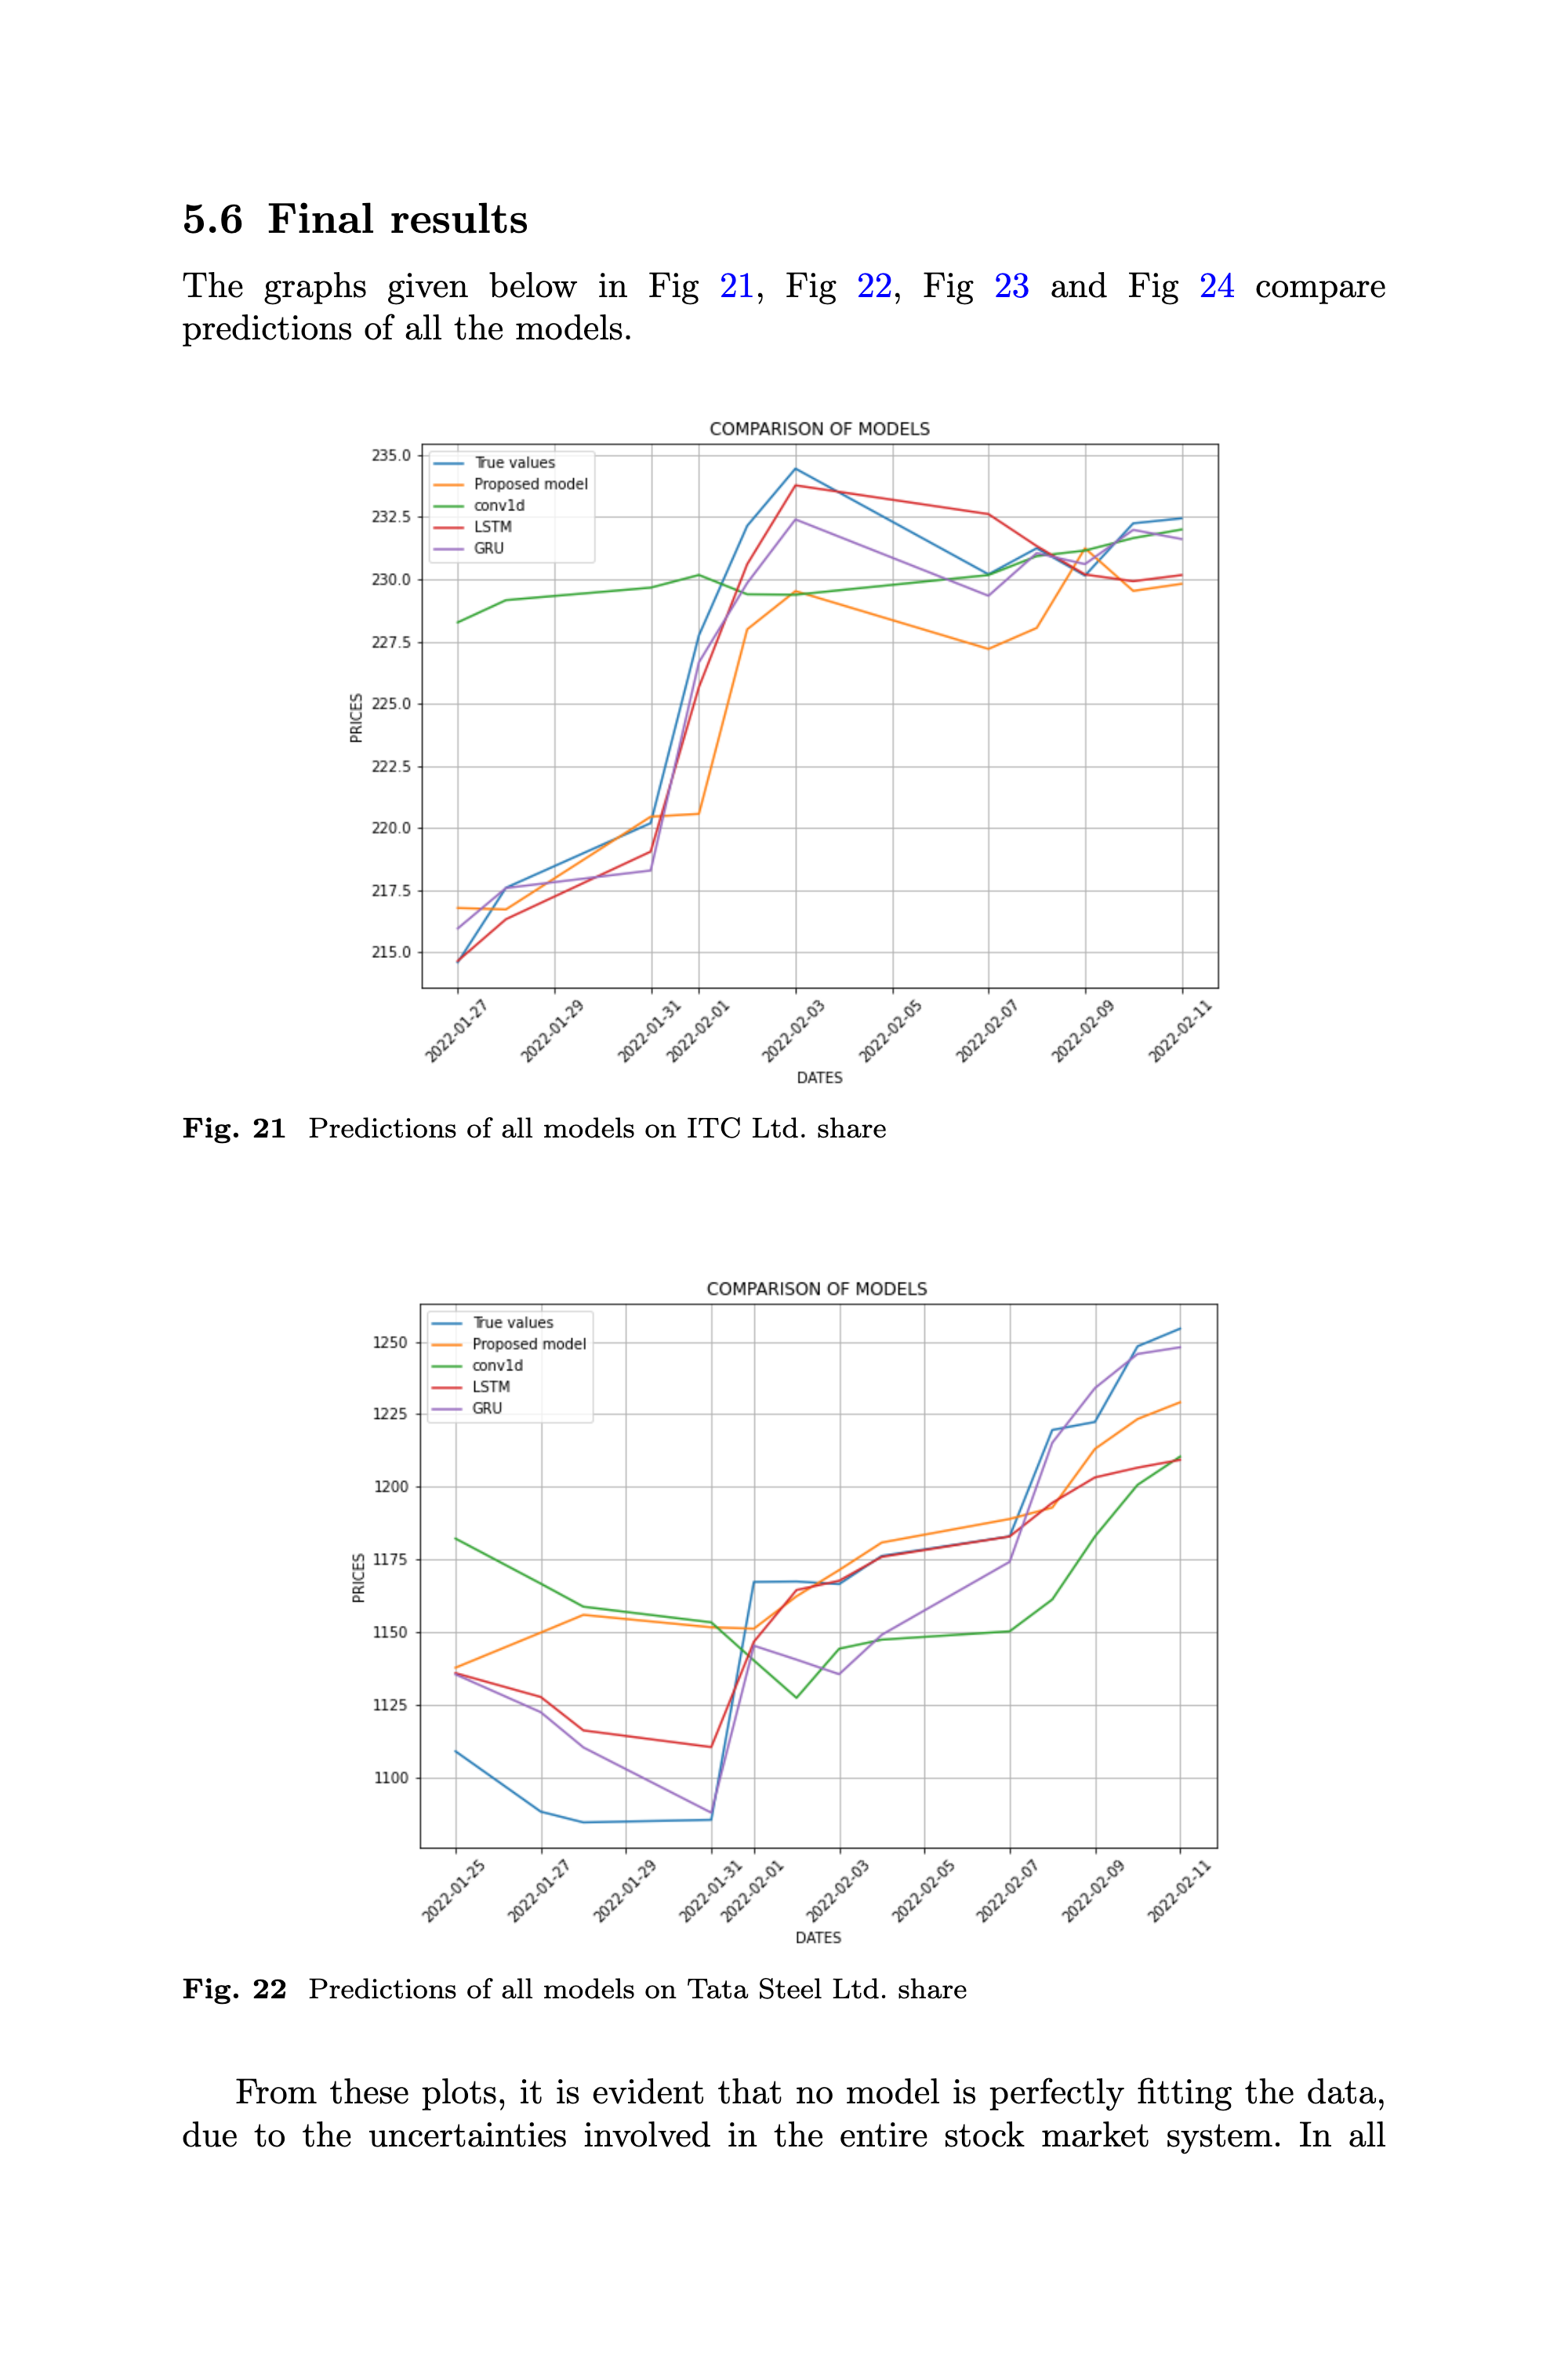 5.6 Final results
The graphs given below in Fig 21, Fig 22, Fig 23 and Fig 24 compare
predictions of all the models.
COMPARISON OF MODELS
True values
Proposed model
conv1d
LSTM
GRU
235.0
232.5
230.0
227.5
225.0
222.5
220.0
217.5
215.0
PRICES
2022-01-27
2022-01-29
2022-01-31
2022-02-01
2022-02-03
2022-02-05
2022-02-07
2022-02-09
2022-02-11
DATES
Fig. 21 Predictions of all models on ITC Ltd. share
COMPARISON OF MODELS
True values
Proposed model
conv1d
LSTM
GRU
1250
1225
1200
1175
1150
1125
1100
PRICES
2022-01-25
2022-01-27
2022-01-29
2022-01-31
2022-02-01
2022-02-03
2022-02-05
2022-02-07
2022-02-09
2022-02-11
DATES
Fig. 22 Predictions of all models on Tata Steel Ltd. share
From these plots, it is evident that no model is perfectly fitting the data,
due to the uncertainties involved in the entire stock market system. In all